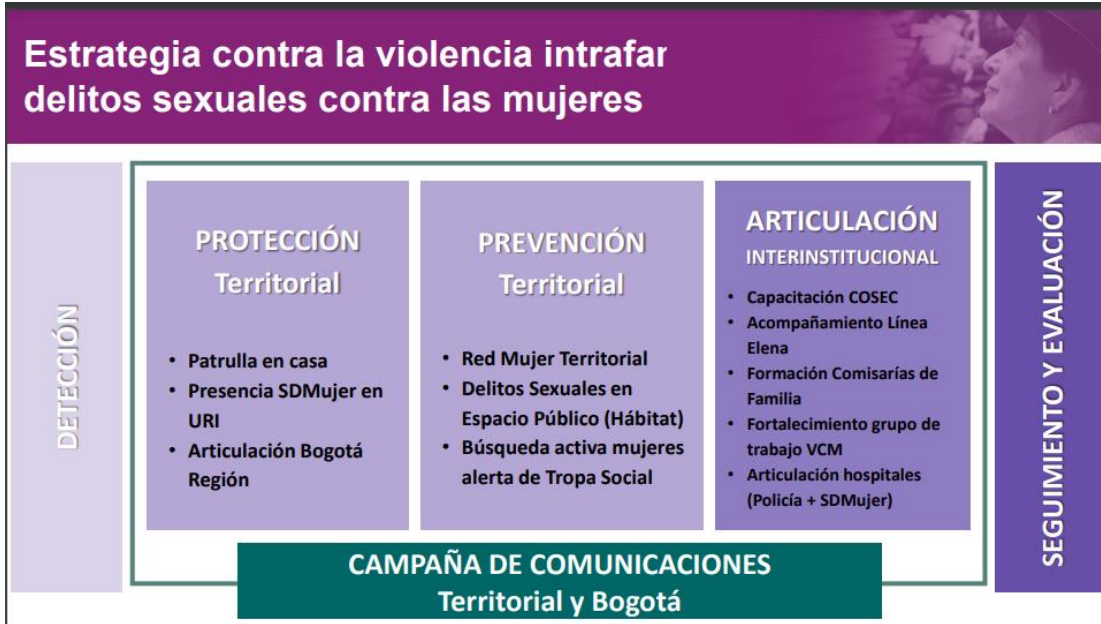 Estrategia contra la violencia
delitos sexuales contra las mujeres
DETECCIÓN
PROTECCIÓN
Territorial
• Patrulla en casa
• Presencia SDMujer en
URI
• Articulación Bogotá
Región
PREVENCIÓN
Territorial
• Red Mujer Territorial
• Delitos Sexuales en
Espacio Público (Hábitat)
• Búsqueda activa mujeres
alerta de Tropa Social
ARTICULACIÓN
INTERINSTITUCIONAL
• Capacitación COSEC
• Acompañamiento Línea
Elena
• Formación Comisarías de
Familia
• Fortalecimiento grupo de
trabajo VCM
• Articulación hospitales
(Policía + SDMujer)
SEGUIMIENTO Y EVALUACIÓN
CAMPAÑA DE COMUNICACIONES
Territorial y Bogotá